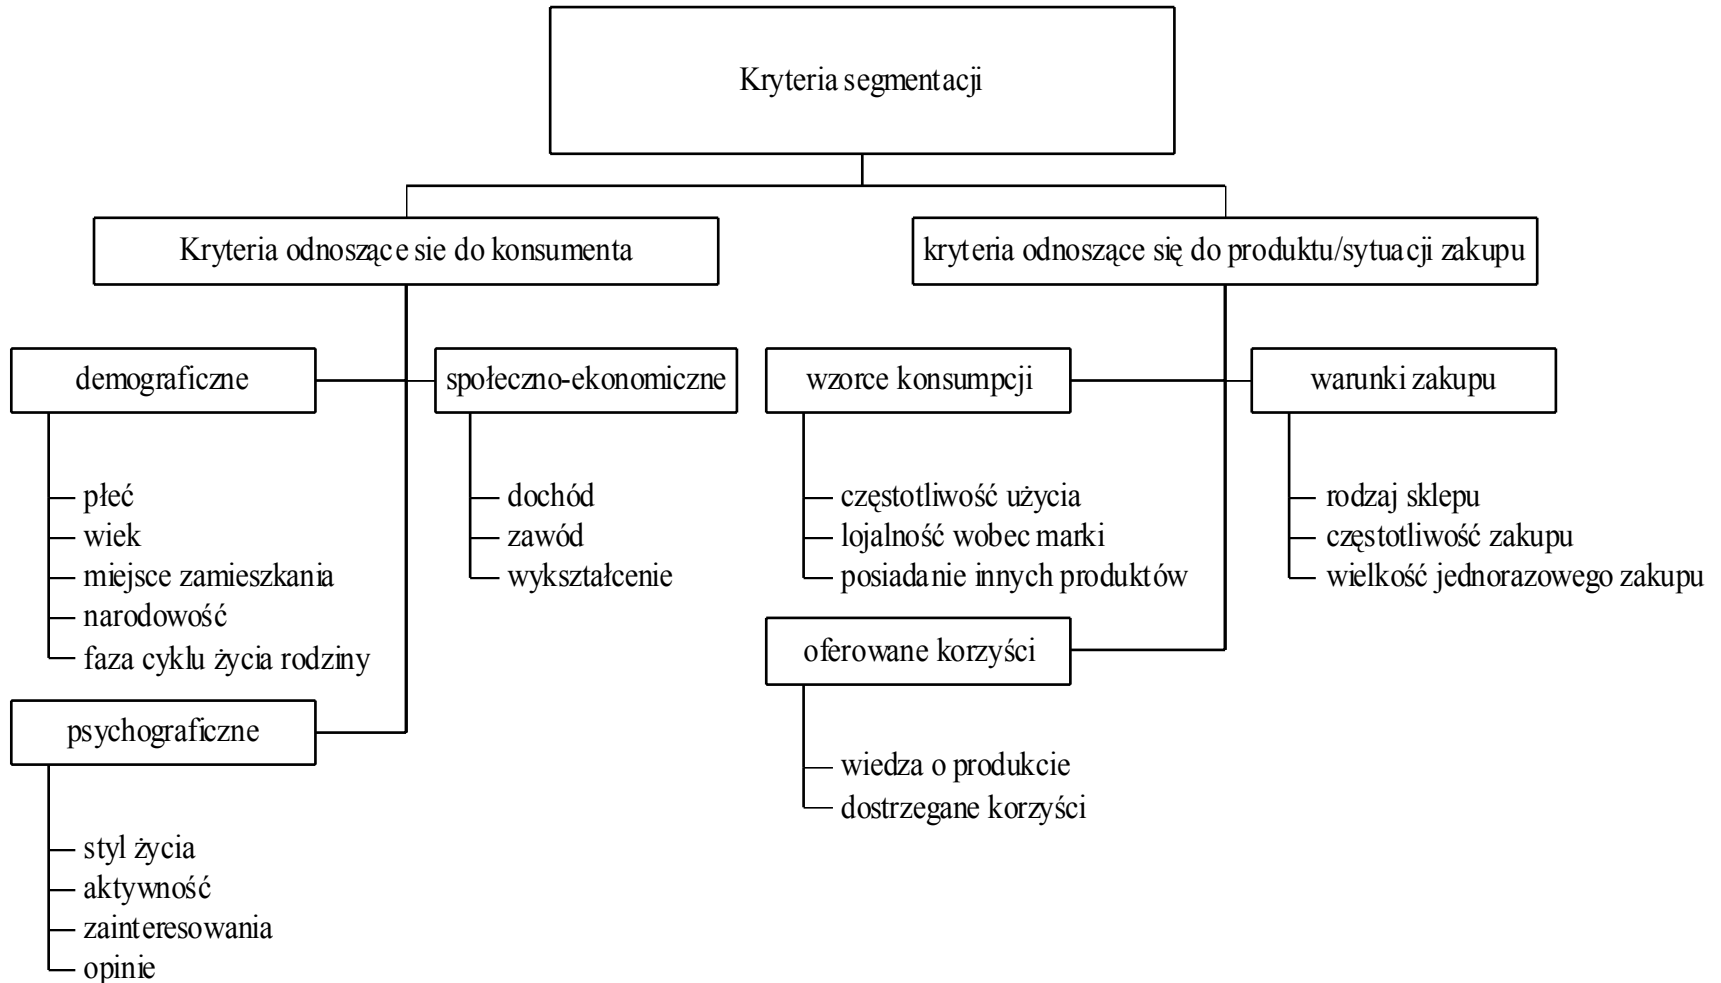 Kryteria segmentacji
Kryteria odnoszące sie do konsumenta
kryteria odnoszące się do produktu/sytuacji zakupu
demograficzne
społeczno-ekonomiczne
wzorce konsumpcji
warunki zakupu
płeć
wiek
miejsce zamieszkania
narodowość
faza cyklu życia rodziny
dochód
zawód
wykształcenie
częstotliwość użycia
lojalność wobec marki
posiadanie innych produktów
rodzaj sklepu
częstotliwość zakupu
wielkość jednorazowego zakupu
psychograficzne
oferowane korzyści
styl życia
aktywność
zainteresowania
opinie
wiedza o produkcie
dostrzegane korzyści